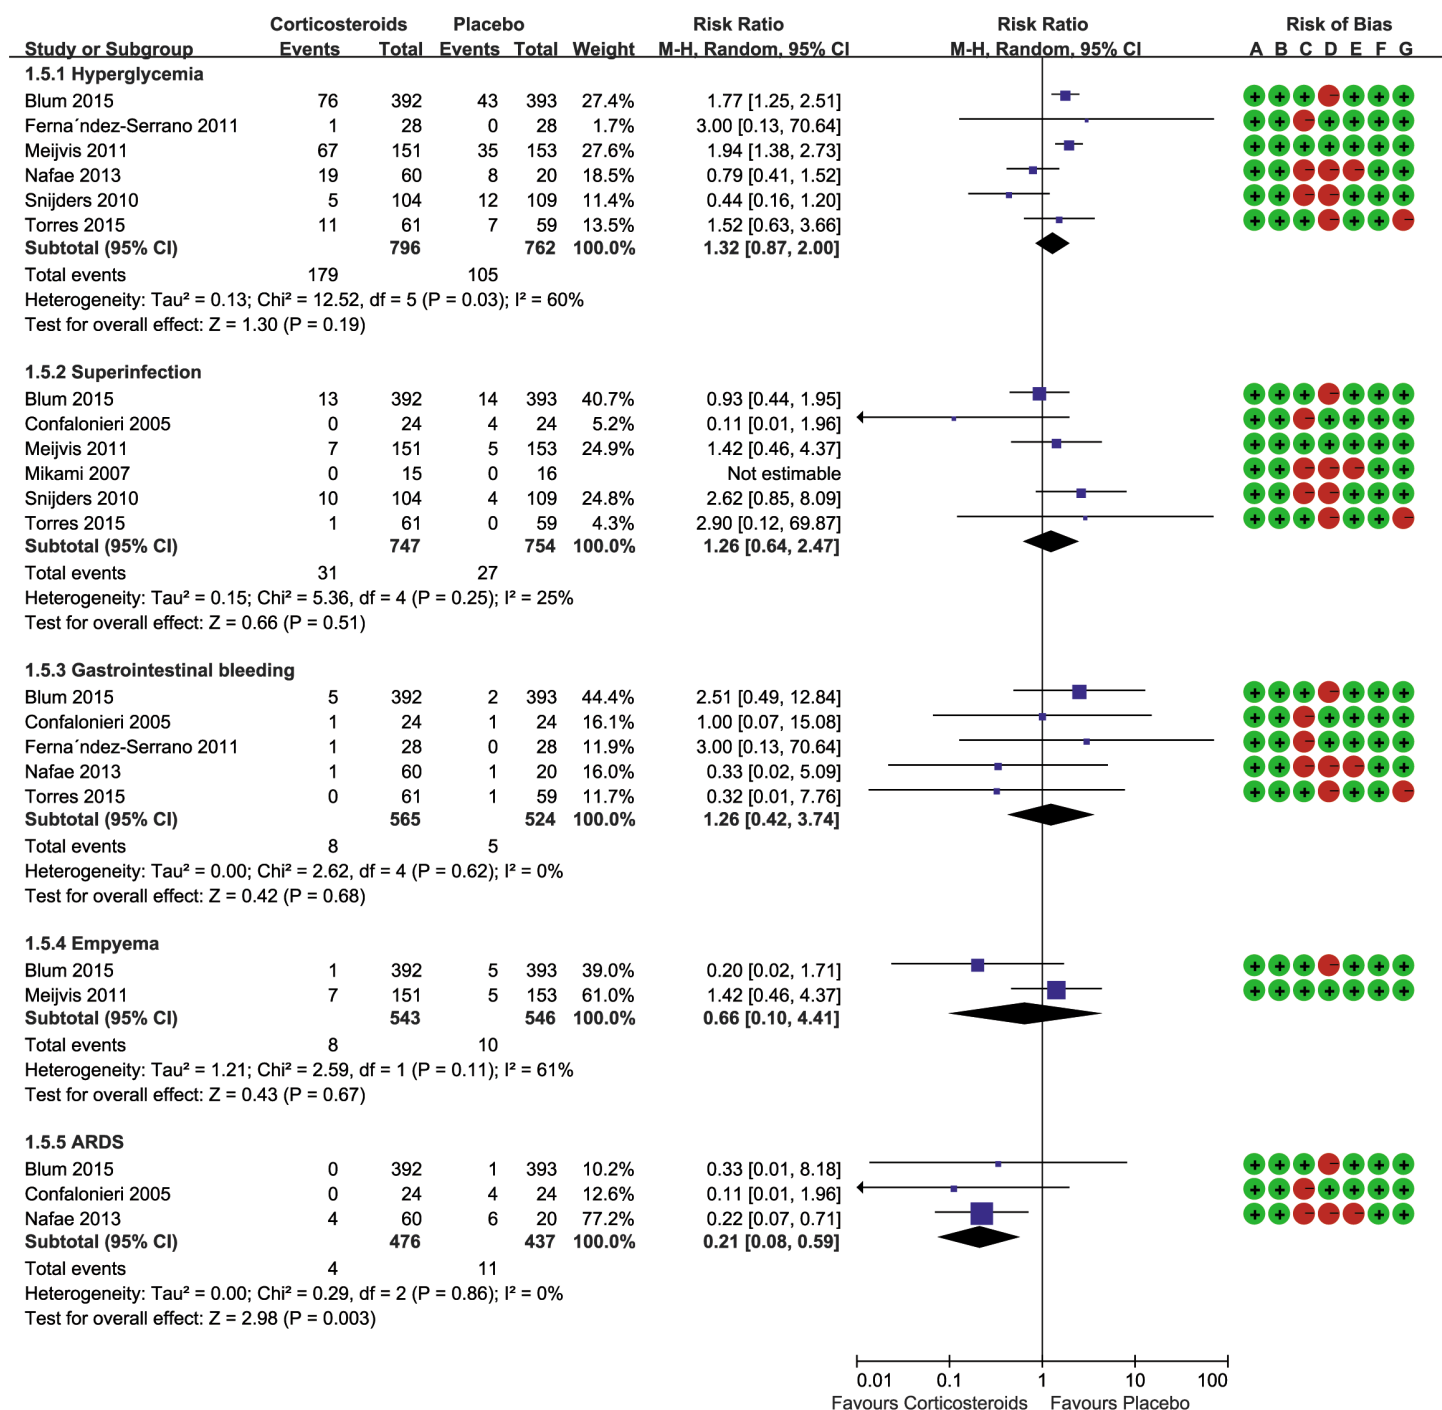 Corticosteroids Placebo Risk Ratio Risk Ratio Risk of Bias
Study or Subgroup Events Total Events Total Weight M-H, Random, 95% CI M-H, Random, 95% CI A B C D E F G
1.5.1 Hyperglycemia
Blum 2015 76 392 43 393 27.4% 1.77 [1.25, 2.51] + + + - + + +
Ferna´ndez-Serrano 2011 1 28 0 28 1.7% 3.00 [0.13, 70.64] + + - + + + +
Meijvis 2011 67 151 35 153 27.6% 1.94 [1.38, 2.73] + + + + + + +
Nafae 2013 19 60 8 20 18.5% 0.79 [0.41, 1.52] + + - - - + +
Snijders 2010 5 104 12 109 11.4% 0.44 [0.16, 1.20] + + - - + + +
Torres 2015 11 61 7 59 13.5% 1.52 [0.63, 3.66] + + + - + + -
Subtotal (95% CI) 796 762 100.0% 1.32 [0.87, 2.00]
Total events 179 105
Heterogeneity: Tau² = 0.13; Chi² = 12.52, df = 5 (P = 0.03); I² = 60%
Test for overall effect: Z = 1.30 (P = 0.19)
1.5.2 Superinfection
Blum 2015 13 392 14 393 40.7% 0.93 [0.44, 1.95] + + + - + + +
Confalonieri 2005 0 24 4 24 5.2% 0.11 [0.01, 1.96] + + - + + + +
Meijvis 2011 7 151 5 153 24.9% 1.42 [0.46, 4.37] + + + + + + +
Mikami 2007 0 15 0 16 Not estimable + + - - - + +
Snijders 2010 10 104 4 109 24.8% 2.62 [0.85, 8.09] + + - - + + +
Torres 2015 1 61 0 59 4.3% 2.90 [0.12, 69.87] + + + - + + -
Subtotal (95% CI) 747 754 100.0% 1.26 [0.64, 2.47]
Total events 31 27
Heterogeneity: Tau² = 0.15; Chi² = 5.36, df = 4 (P = 0.25); I² = 25%
Test for overall effect: Z = 0.66 (P = 0.51)
1.5.3 Gastrointestinal bleeding
Blum 2015 5 392 2 393 44.4% 2.51 [0.49, 12.84] + + + - + + +
Confalonieri 2005 1 24 1 24 16.1% 1.00 [0.07, 15.08] + + - + + + +
Ferna´ndez-Serrano 2011 1 28 0 28 11.9% 3.00 [0.13, 70.64] + + - + + + +
Nafae 2013 1 60 1 20 16.0% 0.33 [0.02, 5.09] + + - - - + +
Torres 2015 0 61 1 59 11.7% 0.32 [0.01, 7.76] + + + - + + -
Subtotal (95% CI) 565 524 100.0% 1.26 [0.42, 3.74]
Total events 8 5
Heterogeneity: Tau² = 0.00; Chi² = 2.62, df = 4 (P = 0.62); I² = 0%
Test for overall effect: Z = 0.42 (P = 0.68)
1.5.4 Empyema
Blum 2015 1 392 5 393 39.0% 0.20 [0.02, 1.71] + + + - + + +
Meijvis 2011 7 151 5 153 61.0% 1.42 [0.46, 4.37] + + + + + + +
Subtotal (95% CI) 543 546 100.0% 0.66 [0.10, 4.41]
Total events 8 10
Heterogeneity: Tau² = 1.21; Chi² = 2.59, df = 1 (P = 0.11); I² = 61%
Test for overall effect: Z = 0.43 (P = 0.67)
1.5.5 ARDS
Blum 2015 0 392 1 393 10.2% 0.33 [0.01, 8.18] + + + - + + +
Confalonieri 2005 0 24 4 24 12.6% 0.11 [0.01, 1.96] + + - + + + +
Nafae 2013 4 60 6 20 77.2% 0.22 [0.07, 0.71] + + - - - + +
Subtotal (95% CI) 476 437 100.0% 0.21 [0.08, 0.59]
Total events 4 11
Heterogeneity: Tau² = 0.00; Chi² = 0.29, df = 2 (P = 0.86); I² = 0%
Test for overall effect: Z = 2.98 (P = 0.003)
0.01 0.1 1 10 100
Favours Corticosteroids Favours Placebo